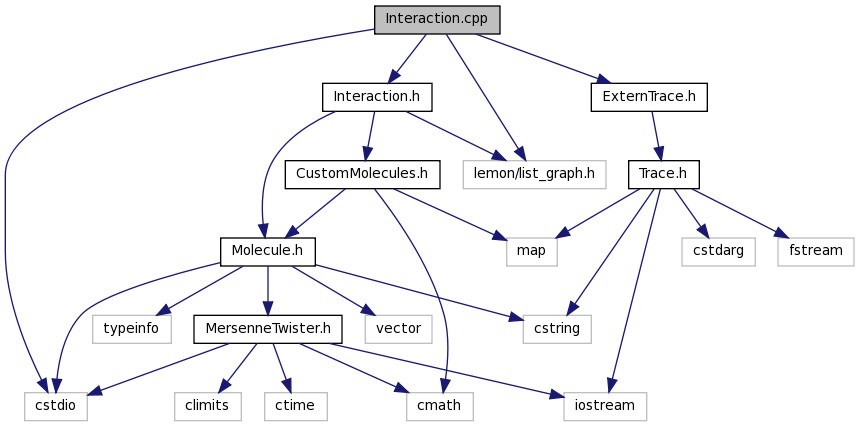 Interaction.cpp
Interaction.h
ExternTrace.h
CustomMolecules.h
lemon/list_graph.h
Trace.h
Molecule.h
map
cstdarg
fstream
typeinfo
MersenneTwister.h
vector
cstring
cstdio
climits
ctime
cmath
iostream